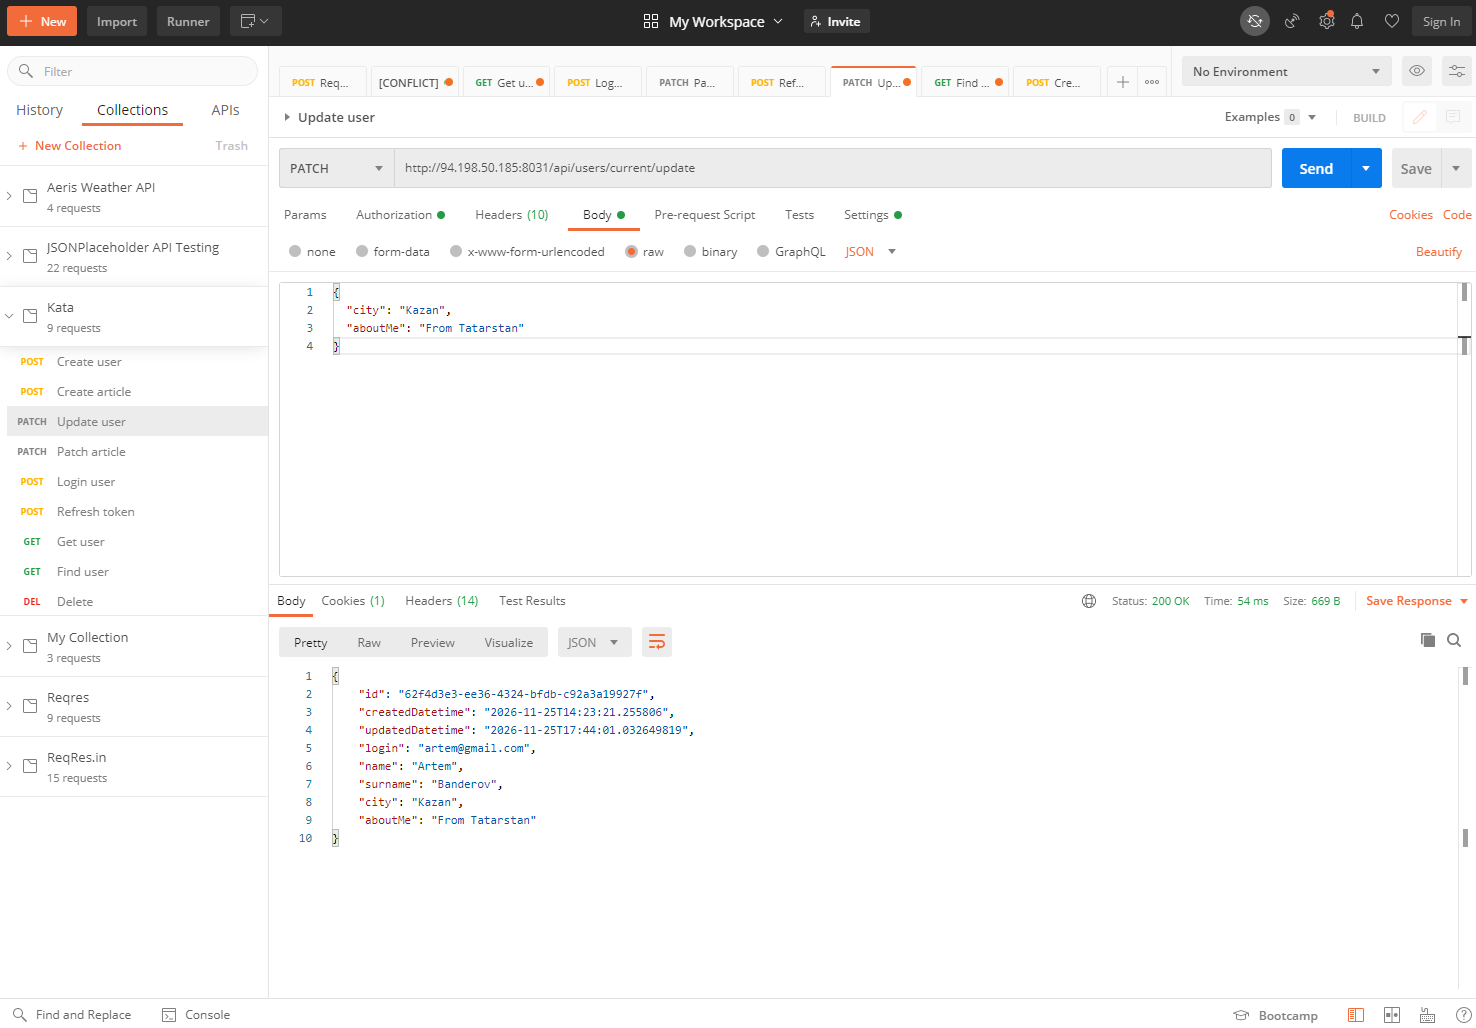 New Import Runner My Workspace Invite Sign In
Filter
History Collections APIs
New Collection Trash
Aeris Weather API
4 requests
JSONPlaceholder API Testing
22 requests
Kata
9 requests
POST Create user
POST Create article
PATCH Update user
PATCH Patch article
POST Login user
POST Refresh token
GET Get user
GET Find user
DEL Delete
My Collection
3 requests
Reqres
9 requests
ReqRes.in
15 requests
POST Req... [CONFLICT] GET Get u... POST Log... PATCH Pa... POST Ref... PATCH Up... GET Find ... POST Cre... No Environment
Update user Examples 0 BUILD
PATCH http://94.198.50.185:8031/api/users/current/update Send Save
Params Authorization Headers (10) Body Pre-request Script Tests Settings Cookies Code
none form-data x-www-form-urlencoded raw binary GraphQL JSON Beautify
1 {
2 "city": "Kazan",
3 "aboutMe": "From Tatarstan"
4 }
Body Cookies (1) Headers (14) Test Results Status: 200 OK Time: 54 ms Size: 669 B Save Response
Pretty Raw Preview Visualize JSON
1 {
2 "id": "62f4d3e3-ee36-4324-bfdb-c92a3a19927f",
3 "createdDatetime": "2026-11-25T14:23:21.255806",
4 "updatedDatetime": "2026-11-25T17:44:01.032649819",
5 "login": "artem@gmail.com",
6 "name": "Artem",
7 "surname": "Banderov",
8 "city": "Kazan",
9 "aboutMe": "From Tatarstan"
10 }
Find and Replace Console Bootcamp